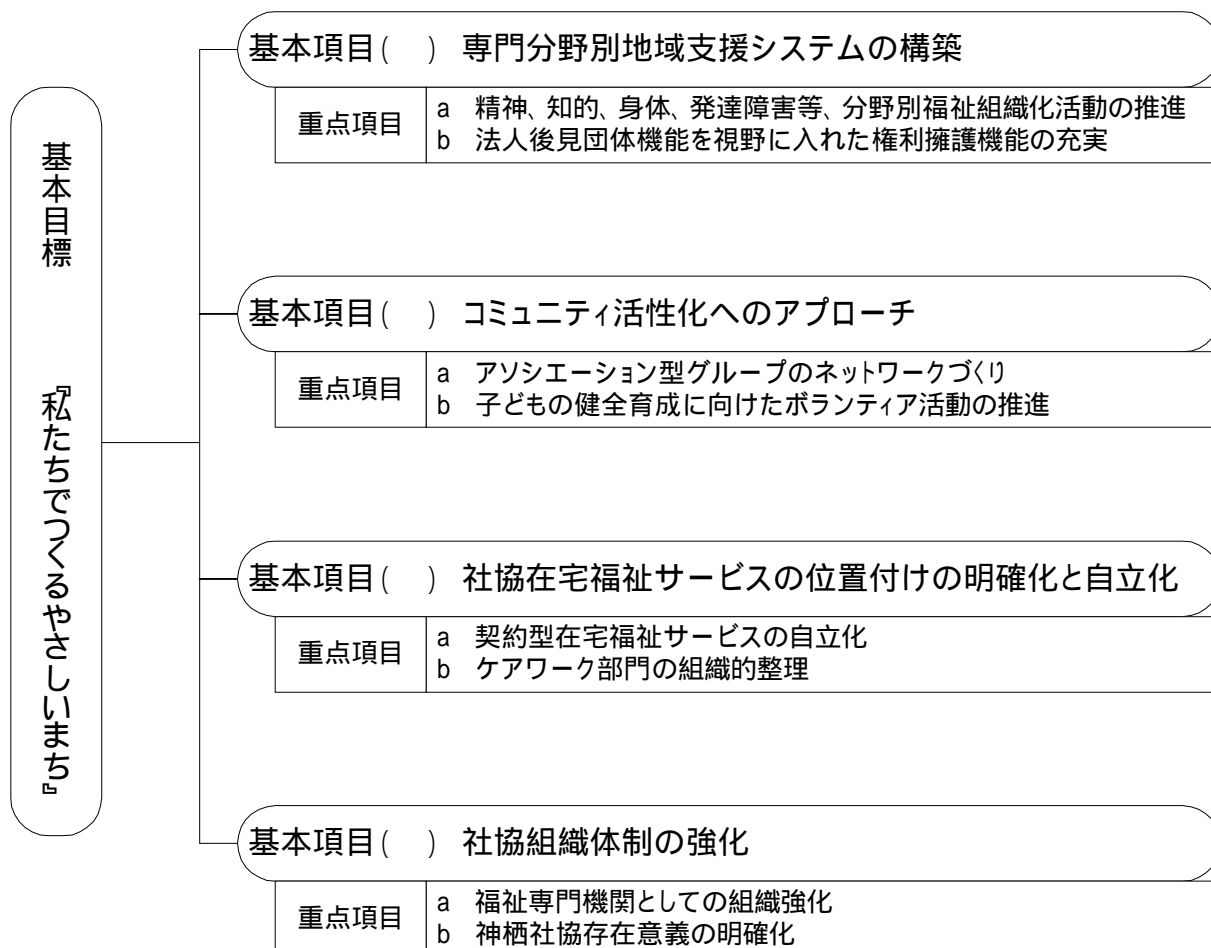 基本目標 『私たちでつくるやさしいまち』
基本項目( ) 専門分野別地域支援システムの構築
重点項目
a 精神、知的、身体、発達障害等、分野別福祉組織化活動の推進
b 法人後見団体機能を視野に入れた権利擁護機能の充実
基本項目( ) コミュニティ活性化へのアプローチ
重点項目
a アソシエーション型グループのネットワークづくり
b 子どもの健全育成に向けたボランティア活動の推進
基本項目( ) 社協在宅福祉サービスの位置付けの明確化と自立化
重点項目
a 契約型在宅福祉サービスの自立化
b ケアワーク部門の組織的整理
基本項目( ) 社協組織体制の強化
重点項目
a 福祉専門機関としての組織強化
b 神栖社協存在意義の明確化